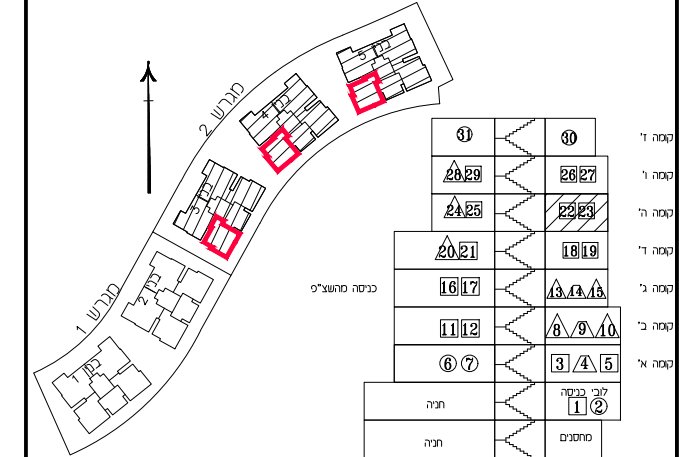 מגרש 2
בנין 5
בנין 4
בנין 3
מגרש 1
בנין 2
בנין 1
31 30 קומה ז'
28 29 26 27 קומה ו'
24 25 22 23 קומה ה'
20 21 18 19 קומה ד'
כניסה מהשצ"פ 16 17 13 14 15 קומה ג'
11 12 8 9 10 קומה ב'
6 7 3 4 5 קומה א'
לובי כניסה
חניה 1 2
חניה מחסנים